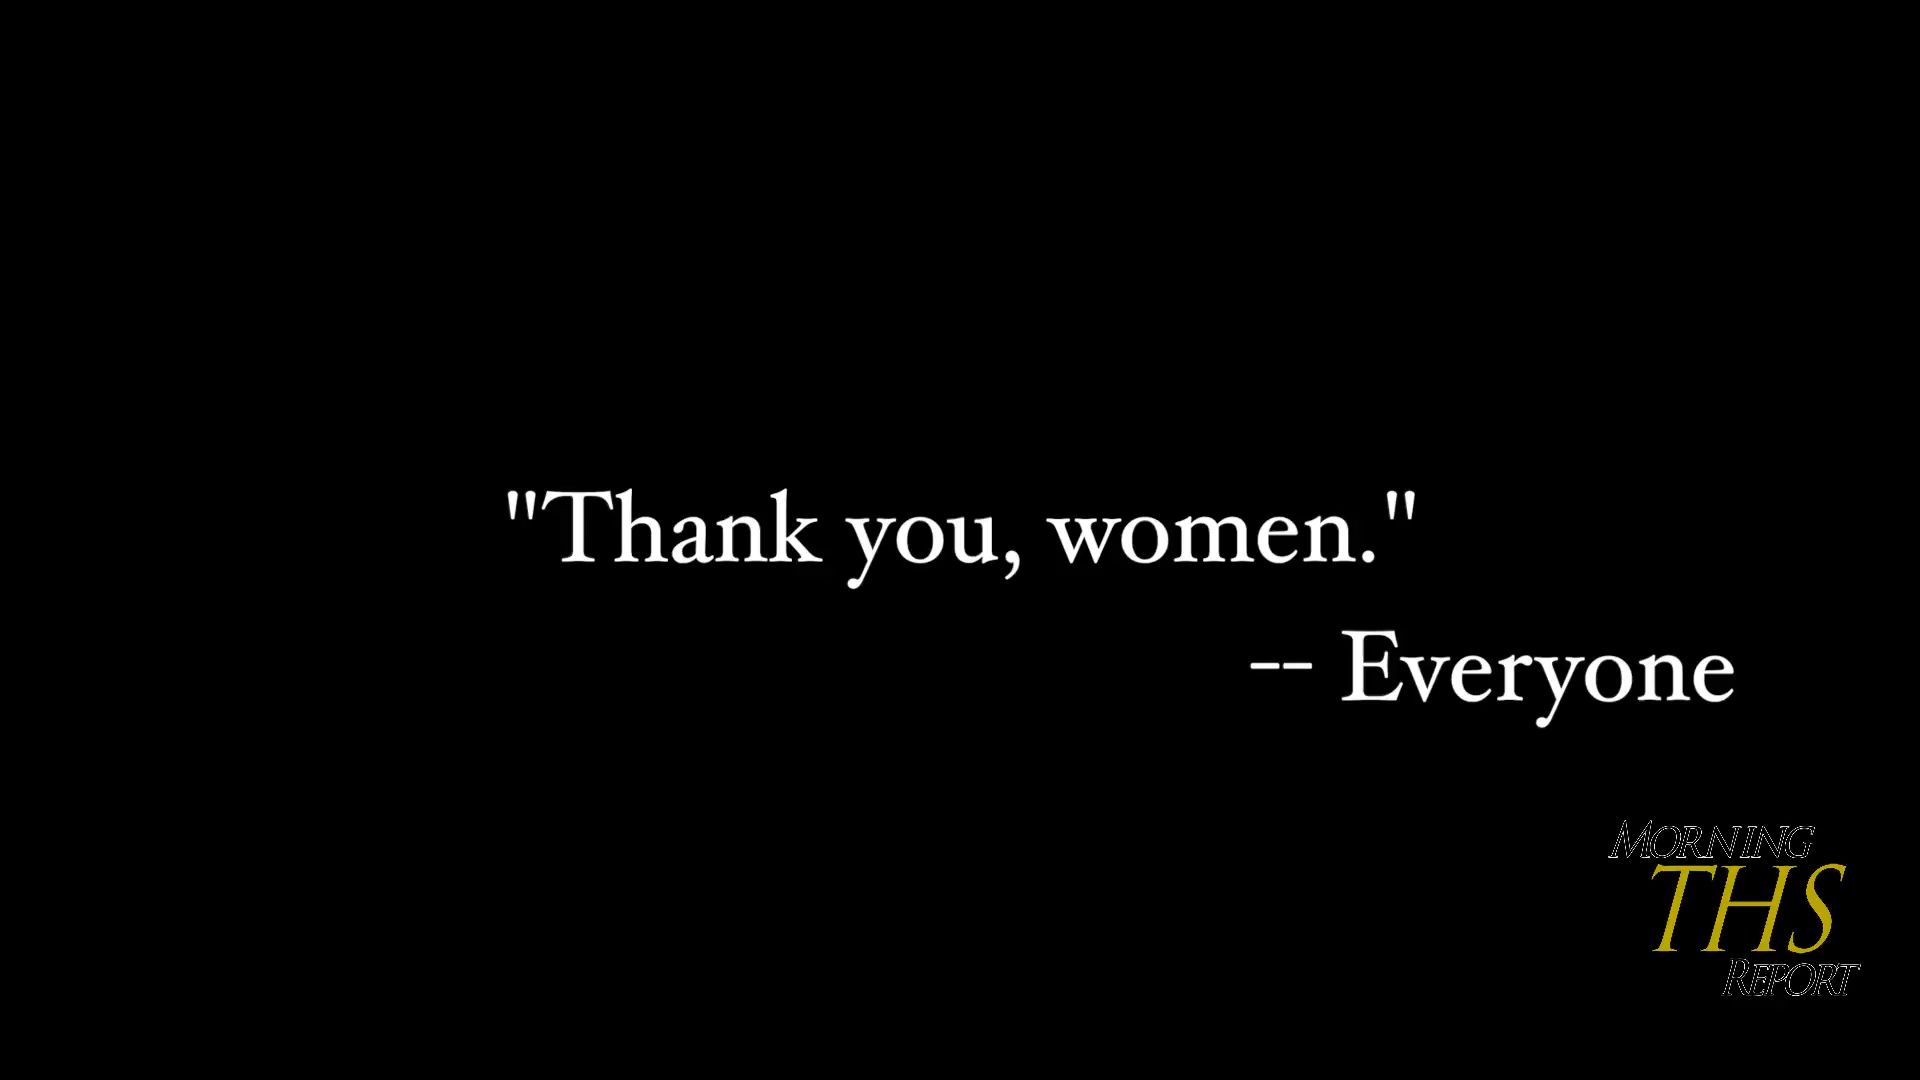 "Thank you, women."
-- Everyone
MORNING
THS
REPORT